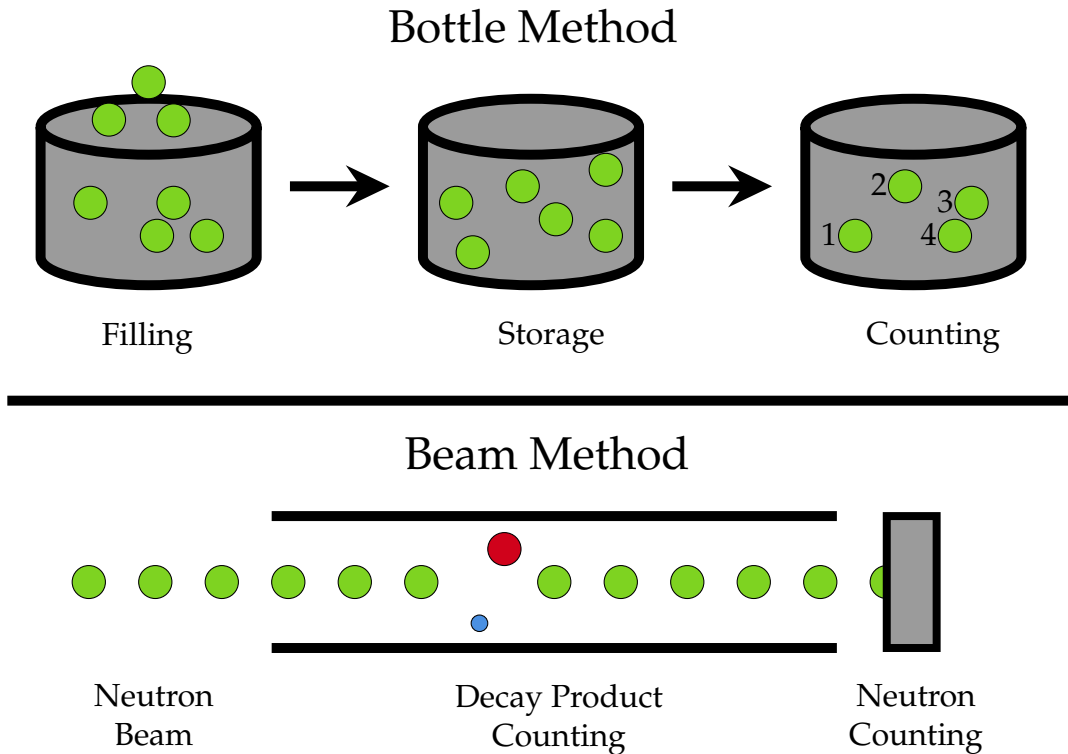 Bottle Method
2
3
1
4
Filling
Storage
Counting
Beam Method
Neutron
Beam
Decay Product
Counting
Neutron
Counting